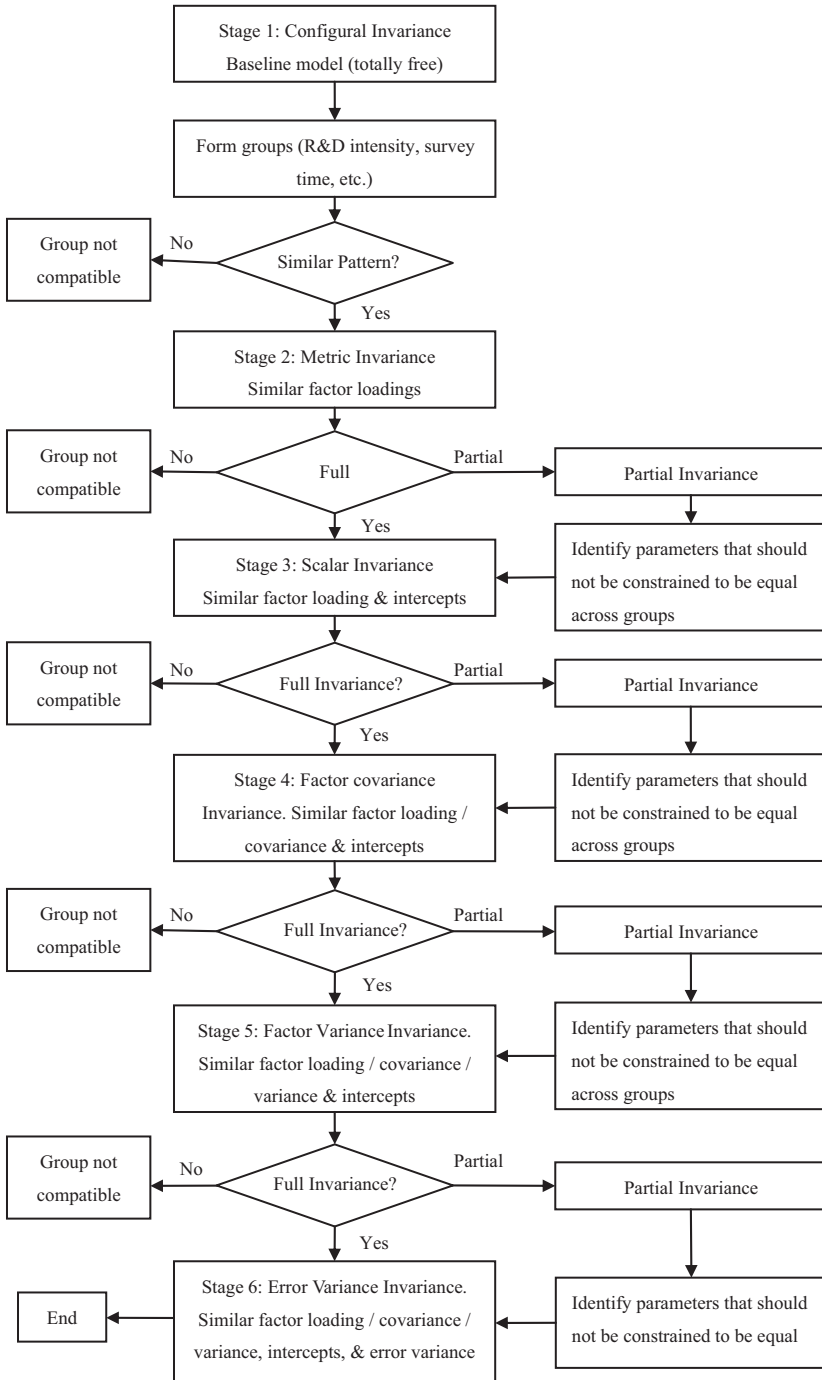 Stage 1: Configural Invariance
Baseline model (totally free)
Form groups (R&D intensity, survey
time, etc.)
Group not
compatible
No
Similar Pattern?
Yes
Stage 2: Metric Invariance
Similar factor loadings
Group not
compatible
No
Full
Partial
Partial Invariance
Yes
Stage 3: Scalar Invariance
Similar factor loading & intercepts
Identify parameters that should
not be constrained to be equal
across groups
Group not
compatible
No
Full Invariance?
Partial
Partial Invariance
Yes
Stage 4: Factor covariance
Invariance. Similar factor loading /
covariance & intercepts
Identify parameters that should
not be constrained to be equal
across groups
Group not
compatible
No
Full Invariance?
Partial
Partial Invariance
Yes
Stage 5: Factor Variance Invariance.
Similar factor loading / covariance /
variance & intercepts
Identify parameters that should
not be constrained to be equal
across groups
Group not
compatible
No
Full Invariance?
Partial
Partial Invariance
Yes
End
Stage 6: Error Variance Invariance.
Similar factor loading / covariance /
variance, intercepts, & error variance
Identify parameters that should
not be constrained to be equal